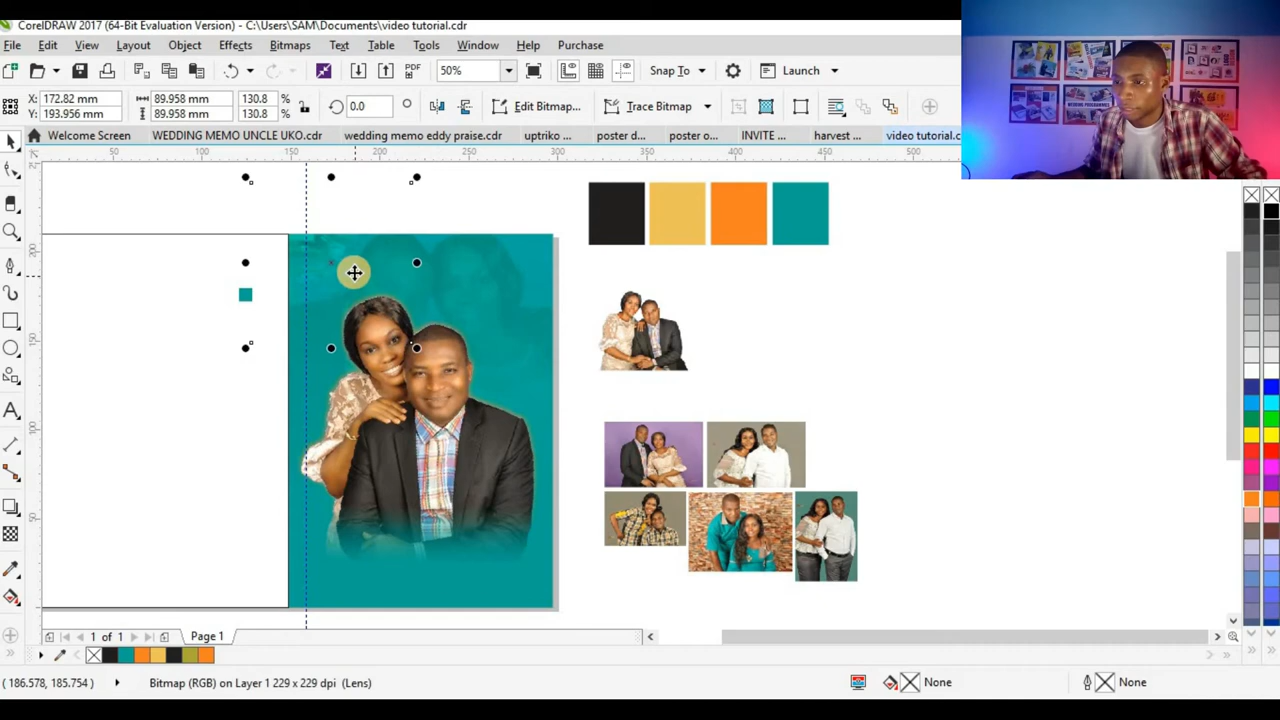 CorelDRAW 2017 (64-Bit Evaluation Version) - C:\Users\SAM\Documents\video tutorial.cdr
File Edit View Layout Object Effects Bitmaps Text Table Tools Window Help Purchase
PDF 50% Snap To Launch
X: 172.82 mm 89.958 mm 130.8 % 0.0 Edit Bitmap... Trace Bitmap
Y: 193.956 mm 89.958 mm 130.8 %
Welcome Screen WEDDING MEMO UNCLE UKO.cdr wedding memo eddy praise.cdr uptriko ... poster d... poster o... INVITE ... harvest ... video tutorial.c
50 100 150 200 250 300 350 400 450 500
200
150
100
50
1 of 1 Page 1
(186.578, 185.754 ) Bitmap (RGB) on Layer 1 229 x 229 dpi (Lens) None None